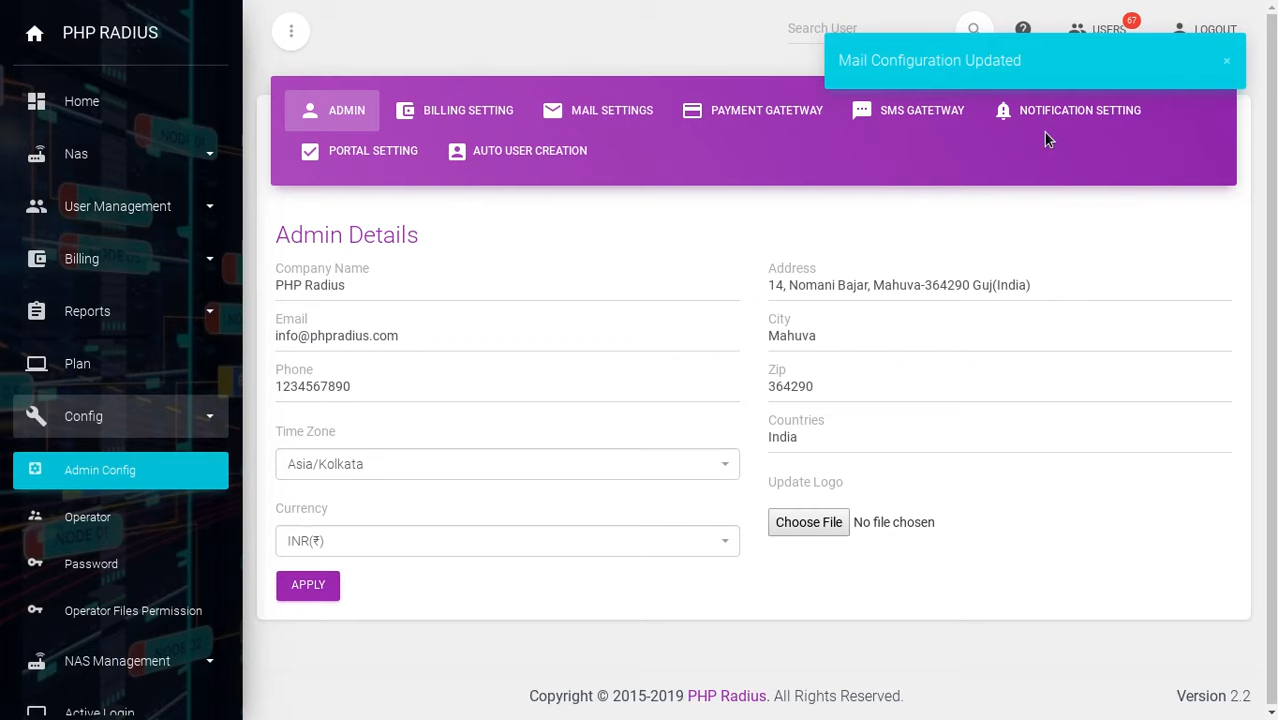 PHP RADIUS
Home
Nas
User Management
Billing
Reports
Plan
Config
Admin Config
Operator
Password
Operator Files Permission
NAS Management
Active Login
Search User
USERS 67
LOGOUT
Mail Configuration Updated ×
ADMIN
BILLING SETTING
MAIL SETTINGS
PAYMENT GATETWAY
SMS GATETWAY
NOTIFICATION SETTING
PORTAL SETTING
AUTO USER CREATION
Admin Details
Company Name
PHP Radius
Address
14, Nomani Bajar, Mahuva-364290 Guj(India)
Email
info@phpradius.com
City
Mahuva
Phone
1234567890
Zip
364290
Time Zone
Asia/Kolkata
Countries
India
Currency
INR(₹)
Update Logo
Choose File No file chosen
APPLY
Copyright © 2015-2019 PHP Radius. All Rights Reserved.
Version 2.2